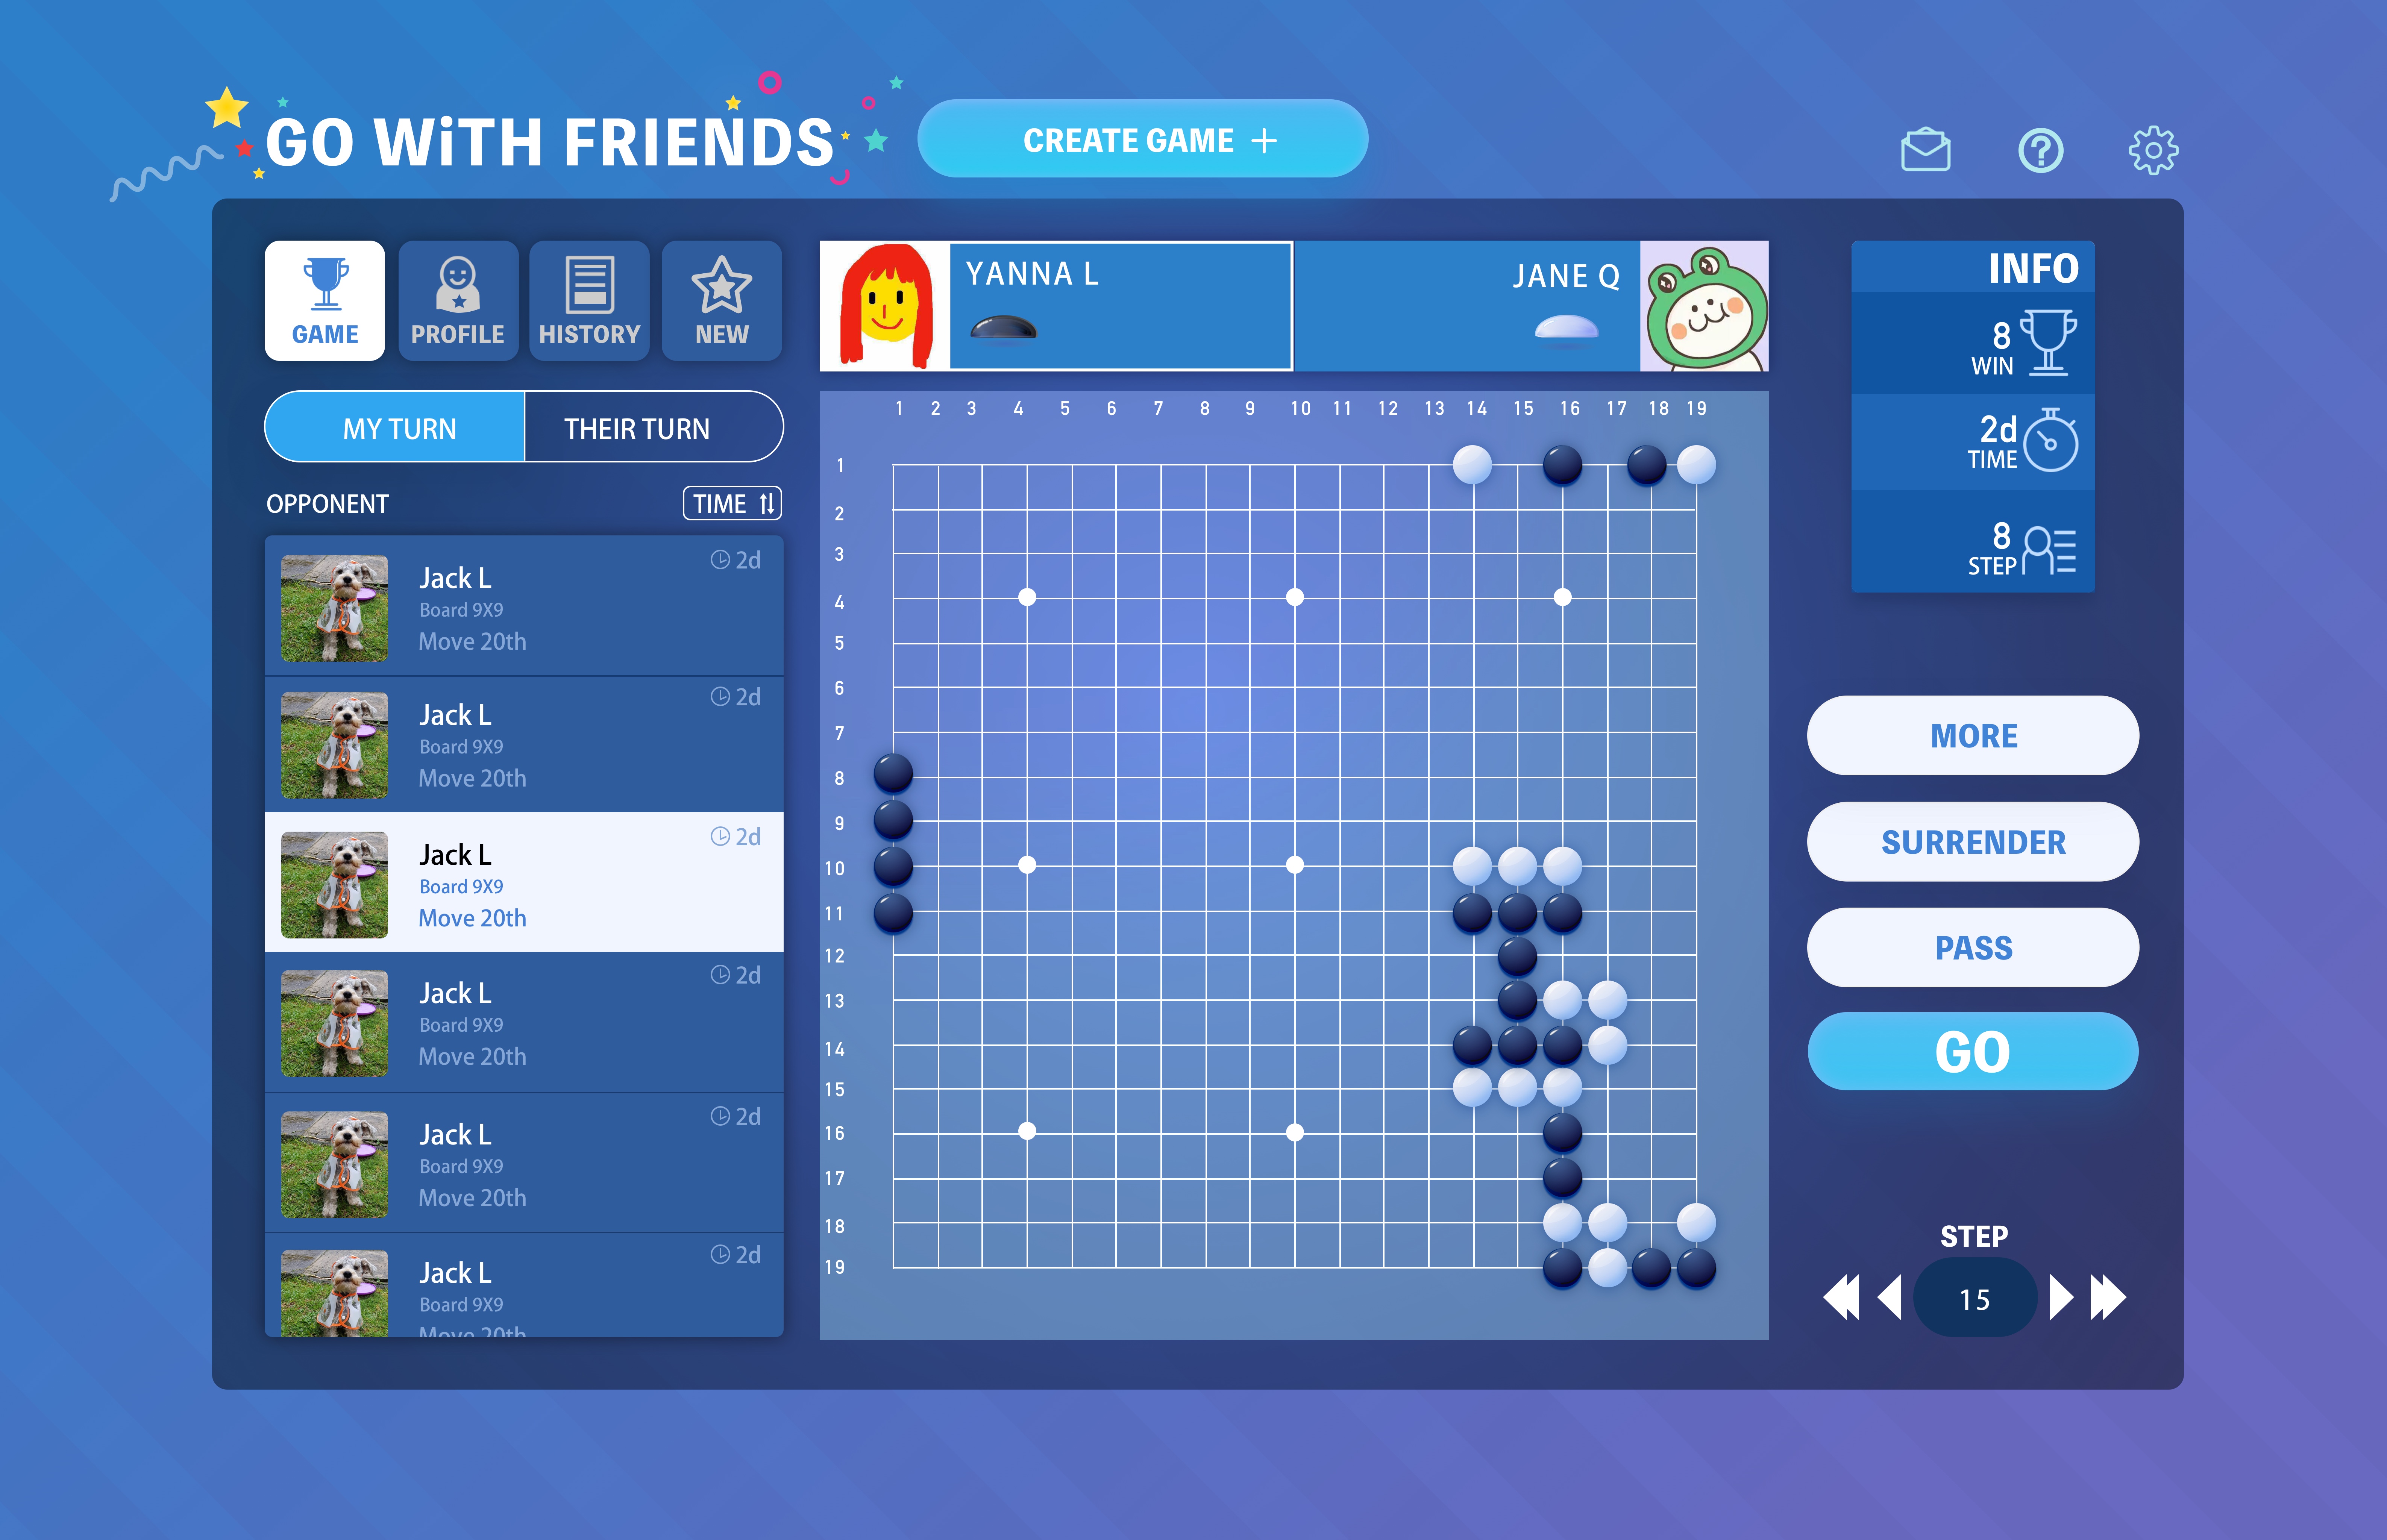 GO WiTH FRIENDS
CREATE GAME +
GAME
PROFILE
HISTORY
NEW
MY TURN
THEIR TURN
OPPONENT
TIME
Jack L
2d
Board 9X9
Move 20th
Jack L
2d
Board 9X9
Move 20th
Jack L
2d
Board 9X9
Move 20th
Jack L
2d
Board 9X9
Move 20th
Jack L
2d
Board 9X9
Move 20th
Jack L
2d
Board 9X9
Move 20th
YANNA L
JANE Q
1 2 3 4 5 6 7 8 9 10 11 12 13 14 15 16 17 18 19
1
2
3
4
5
6
7
8
9
10
11
12
13
14
15
16
17
18
19
INFO
8
WIN
2d
TIME
8
STEP
MORE
SURRENDER
PASS
GO
STEP
15